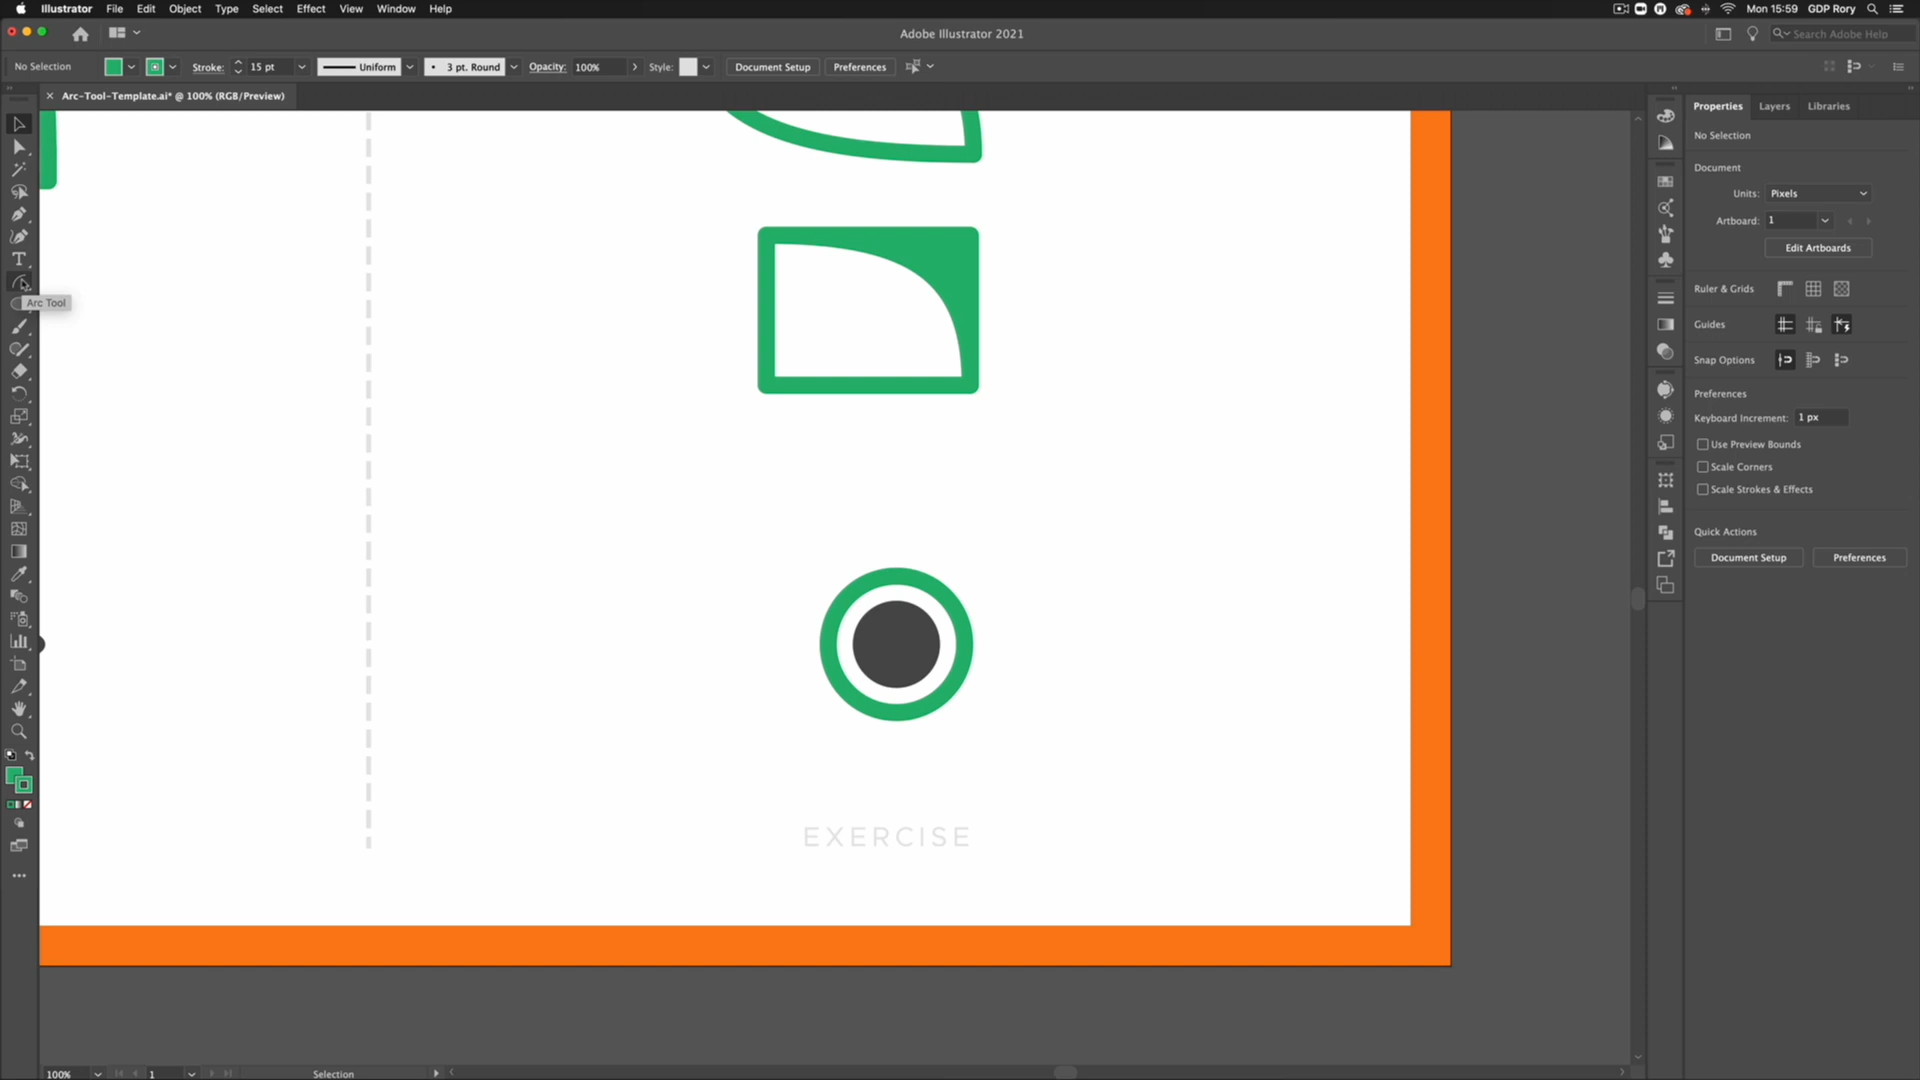 Illustrator File Edit Object Type Select Effect View Window Help
Mon 15:59 GDP Rory
Adobe Illustrator 2021
Search Adobe Help
No Selection
Stroke: 15 pt
Uniform
3 pt. Round
Opacity: 100%
Style:
Document Setup
Preferences
Arc-Tool-Template.ai* @ 100% (RGB/Preview)
Arc Tool
EXERCISE
Properties Layers Libraries
No Selection
Document
Units: Pixels
Artboard: 1
Edit Artboards
Ruler & Grids
Guides
Snap Options
Preferences
Keyboard Increment: 1 px
Use Preview Bounds
Scale Corners
Scale Strokes & Effects
Quick Actions
Document Setup
Preferences
100%
1
Selection